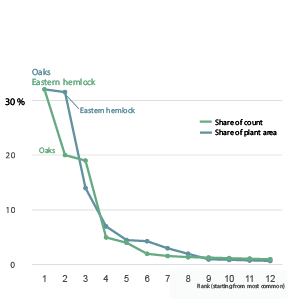 Oaks
Eastern hemlock
30 %
Eastern hemlock
Share of count
Share of plant area
Oaks
20
10
0
1 2 3 4 5 6 7 8 9 10 11 12
Rank (starting from most common)